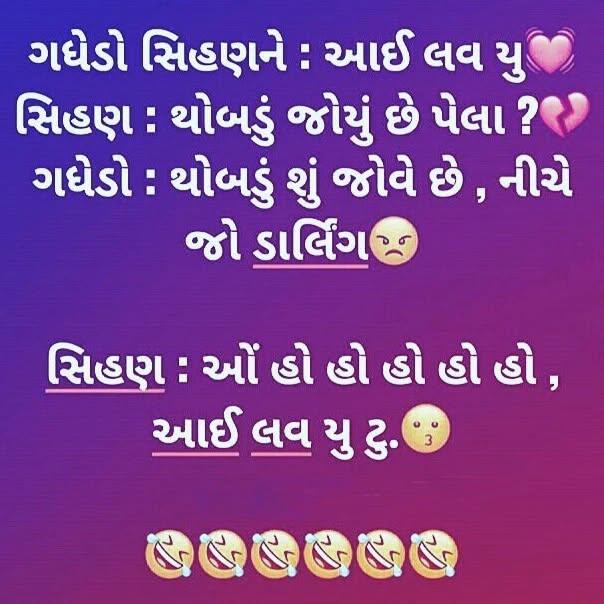 ગધેડો સિહણને : આઈ લવ યુ💓
સિહણ : થોબડું જોયું છે પેલા ?💔
ગધેડો : થોબડું શું જોવે છે , નીચે
જો ડાર્લિંગ😠
સિહણ : ઓં હો હો હો હો હો ,
આઈ લવ યુ ટુ.😗
🤣🤣🤣🤣🤣🤣